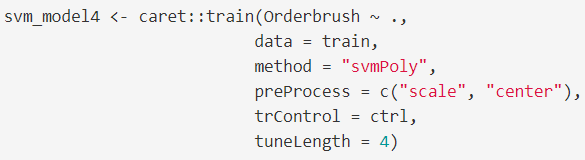 svm_model4 <- caret::train(Orderbrush ~ .,
data = train,
method = "svmPoly",
preProcess = c("scale", "center"),
trControl = ctrl,
tuneLength = 4)